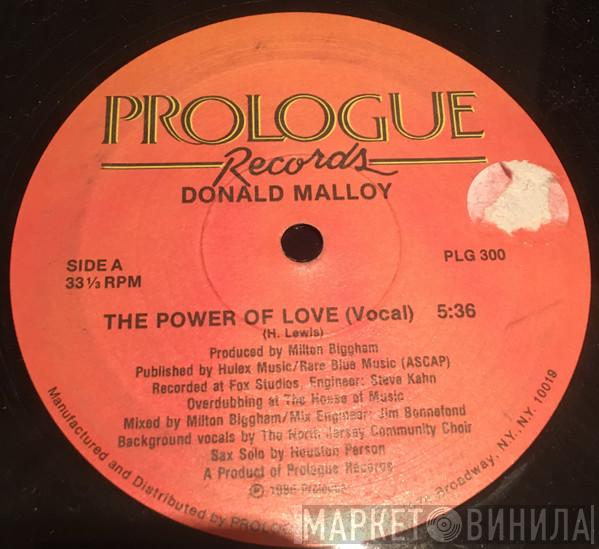 PROLOGUE
Records
DONALD MALLOY
SIDE A
33⅓ RPM
PLG 300
THE POWER OF LOVE (Vocal) 5:36
(H. Lewis)
Produced by Milton Biggham
Published by Hulex Music/Rare Blue Music (ASCAP)
Recorded at Fox Studios, Engineer: Steve Kahn
Overdubbing at The House of Music
Mixed by Milton Biggham/Mix Engineer: Jim Bonnefond
Background vocals by The North Jersey Community Choir
Sax Solo by Houston Person
A Product of Prologue Records
℗ 1986 Prologue
Manufactured and Distributed by Broadway, N.Y., N.Y. 10019
МАРКЕТ ВИНИЛА